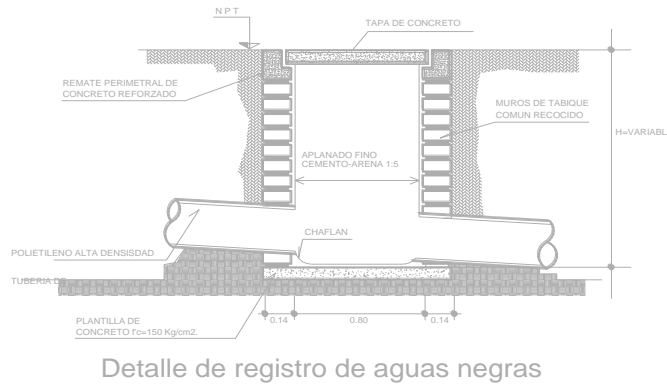 N P T
TAPA DE CONCRETO
REMATE PERIMETRAL DE
CONCRETO REFORZADO
MUROS DE TABIQUE
COMUN RECOCIDO
H=VARIABL
APLANADO FINO
CEMENTO-ARENA 1:5
CHAFLAN
POLIETILENO ALTA DENSISDAD
TUBERIA DE
PLANTILLA DE
CONCRETO f'c=150 Kg/cm2.
0.14
0.80
0.14
Detalle de registro de aguas negras